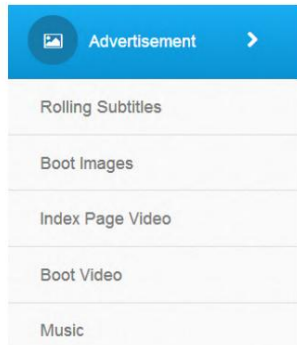 Advertisement
Rolling Subtitles
Boot Images
Index Page Video
Boot Video
Music